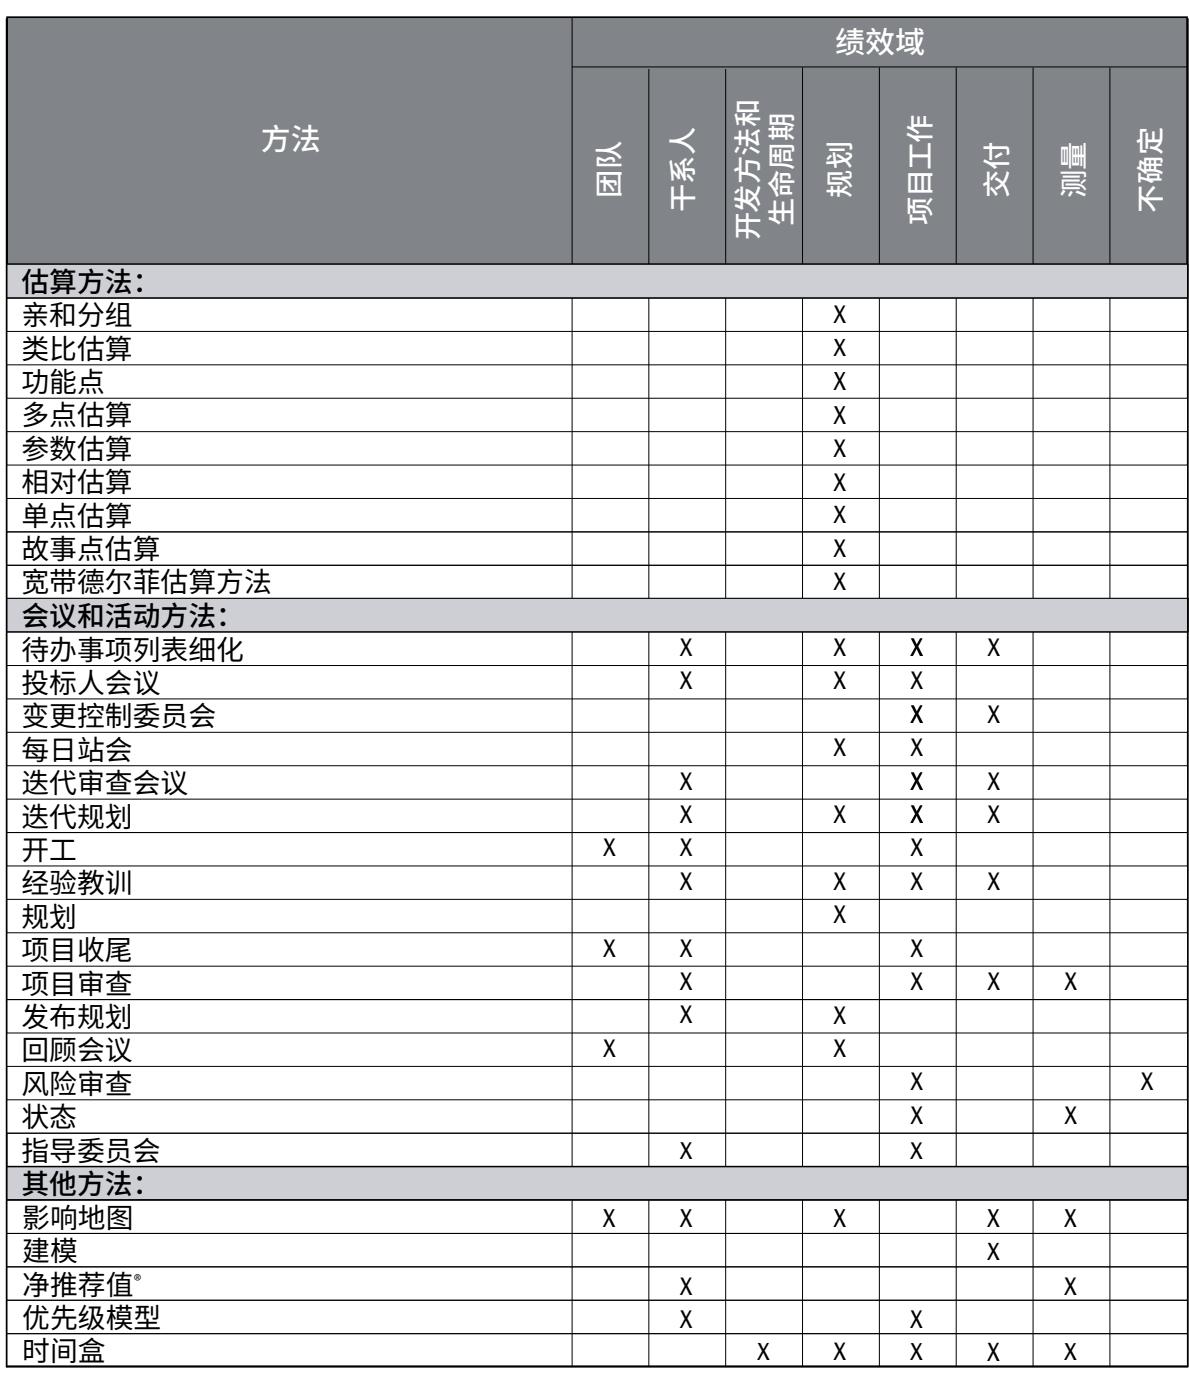 绩效域
方法
团队
干系人
开发方法和
生命周期
规划
项目工作
交付
测量
不确定
估算方法：
亲和分组 X
类比估算 X
功能点 X
多点估算 X
参数估算 X
相对估算 X
单点估算 X
故事点估算 X
宽带德尔菲估算方法 X
会议和活动方法：
待办事项列表细化 X X X X
投标人会议 X X X
变更控制委员会 X X
每日站会 X X
迭代审查会议 X X X
迭代规划 X X X X
开工 X X X
经验教训 X X X X
规划 X
项目收尾 X X X
项目审查 X X X X
发布规划 X X
回顾会议 X X
风险审查 X X
状态 X X
指导委员会 X X
其他方法：
影响地图 X X X X X
建模 X
净推荐值® X X
优先级模型 X X
时间盒 X X X X X